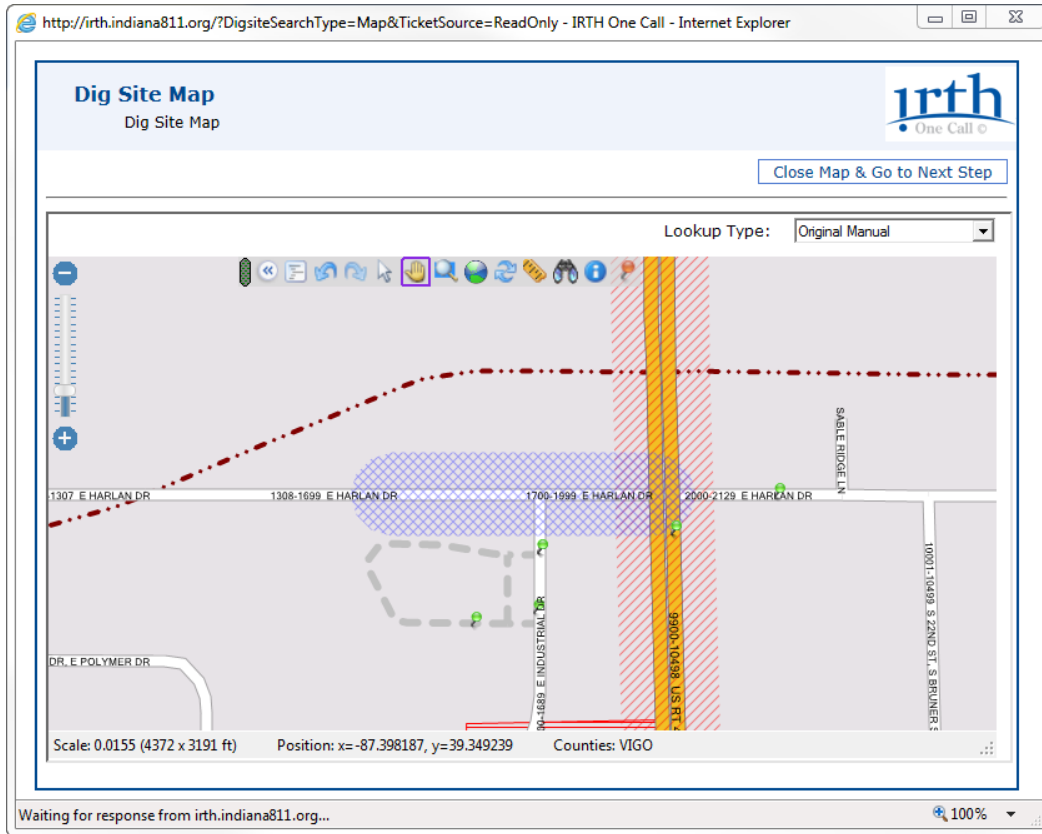 http://irth.indiana811.org/?DigsiteSearchType=Map&TicketSource=ReadOnly - IRTH One Call - Internet Explorer
Dig Site Map
Dig Site Map
irth
One Call ©
Close Map & Go to Next Step
Lookup Type:
Original Manual
SABLE RIDGE LN
-1307 E HARLAN DR
1308-1699 E HARLAN DR
1700-1999 E HARLAN DR
2000-2129 E HARLAN DR
10001-10499 S 22ND ST, S BRUNER S
00-1689 E INDUSTRIAL DR
9900-10498 US RT 4
DR, E POLYMER DR
Scale: 0.0155 (4372 x 3191 ft)
Position: x=-87.398187, y=39.349239
Counties: VIGO
Waiting for response from irth.indiana811.org...
100%